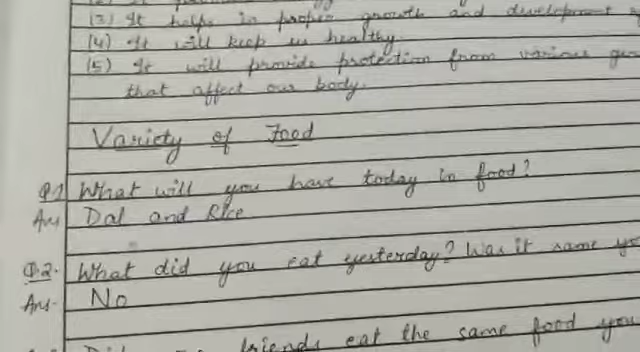 (3) It helps in proper growth and development
(4) It will keep us healthy
(5) It will provide protection from various
that affect our body.
Variety of Food
Q1 What will you have today in food?
Ans Dal and Rice
Q2. What did you eat yesterday? Was it same
Ans- No
friends eat the same food you